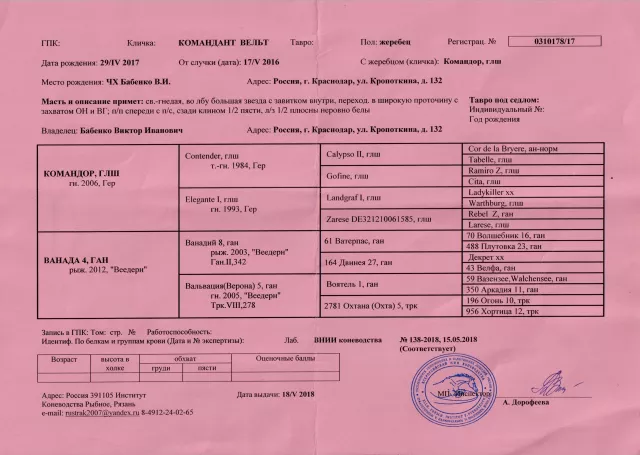 ГПК: Кличка: КОМАНДАНТ ВЕЛЬТ Тавро: Пол: жеребец Регистрац. № 0310178/17
Дата рождения: 29/IV 2017 От случки (дата): 17/V 2016 С жеребцом (кличка): Командор, глш
Место рождения: ЧХ Бабенко В.И. Адрес: Россия, г. Краснодар, ул. Кропоткина, д. 132
Масть и описание примет: св.-гнедая, во лбу большая звезда с завитком внутри, переход. в широкую проточину с Тавро под седлом:
захватом ОН и ВГ; п/п спереди с п/с, сзади клином 1/2 пясти, л/з 1/2 плюсны неровно белы Индивидуальный №:
Год рождения
Владелец: Бабенко Виктор Иванович Адрес: Россия, г. Краснодар, ул. Кропоткина, д. 132
КОМАНДОР, ГЛШ
гн. 2006, Гер
Contender, глш
т.-гн. 1984, Гер
Calypso II, глш
Cor de la Bryere, ан-норм
Tabelle, глш
Gofine, глш
Ramiro Z, глш
Cita, глш
Elegante I, глш
гн. 1993, Гер
Landgraf I, глш
Ladykiller xx
Warthburg, глш
Zarese DE321210061585, глш
Rebel Z, ган
Larese, глш
ВАНАДА 4, ГАН
рыж. 2012, "Веедерн"
Ванадий 8, ган
рыж. 2003, "Веедерн"
Ган.II,342
61 Ватерпас, ган
70 Волшебник 16, ган
488 Плутовка 23, ган
164 Двинея 27, ган
Декрет хх
43 Велфа, ган
Вальвация(Верона) 5, ган
гн. 2005, "Веедерн"
Трк.VIII,278
Воятель 1, ган
59 Вазензее,Walchensee, ган
350 Аркадия 11, ган
2781 Охтана (Охта) 5, трк
196 Огонь 10, трк
956 Хортица 12, трк
Запись в ГПК: Том: стр. № Работоспособность:
Идентиф. По белкам и группам крови (Дата и № экспертизы): Лаб. ВНИИ коневодства № 138-2018, 15.05.2018
(Соответствует)
Возраст высота в холке обхват груди пясти Оценочные баллы
Адрес: Россия 391105 Институт Дата выдачи: 18/V 2018
Коневодства Рыбное, Рязань
e-mail: rostrak2007@yandex.ru 8-4912-24-02-65
МП. Инспектор
А. Дорофеева